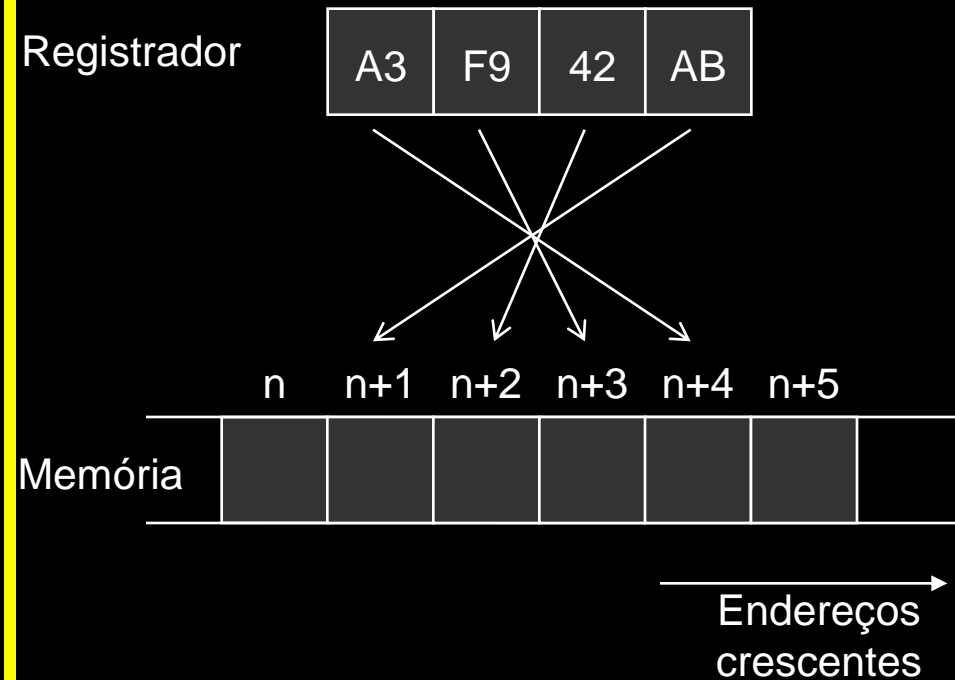 Registrador
A3 F9 42 AB
n n+1 n+2 n+3 n+4 n+5
Memória
Endereços
crescentes